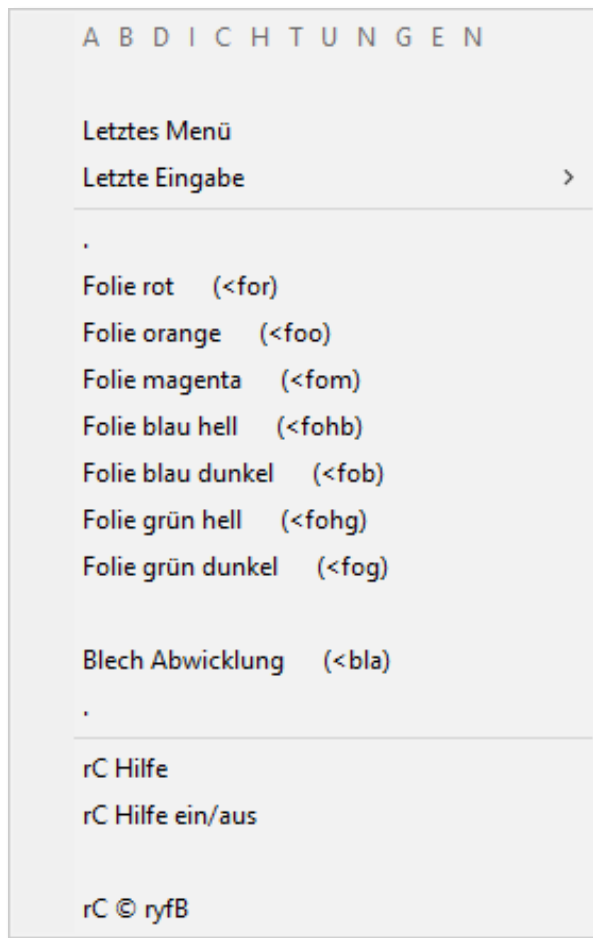 A B D I C H T U N G E N
Letztes Menü
Letzte Eingabe >
.
Folie rot (<for)
Folie orange (<foo)
Folie magenta (<fom)
Folie blau hell (<fohb)
Folie blau dunkel (<fob)
Folie grün hell (<fohg)
Folie grün dunkel (<fog)
Blech Abwicklung (<bla)
.
rC Hilfe
rC Hilfe ein/aus
rC © ryfB